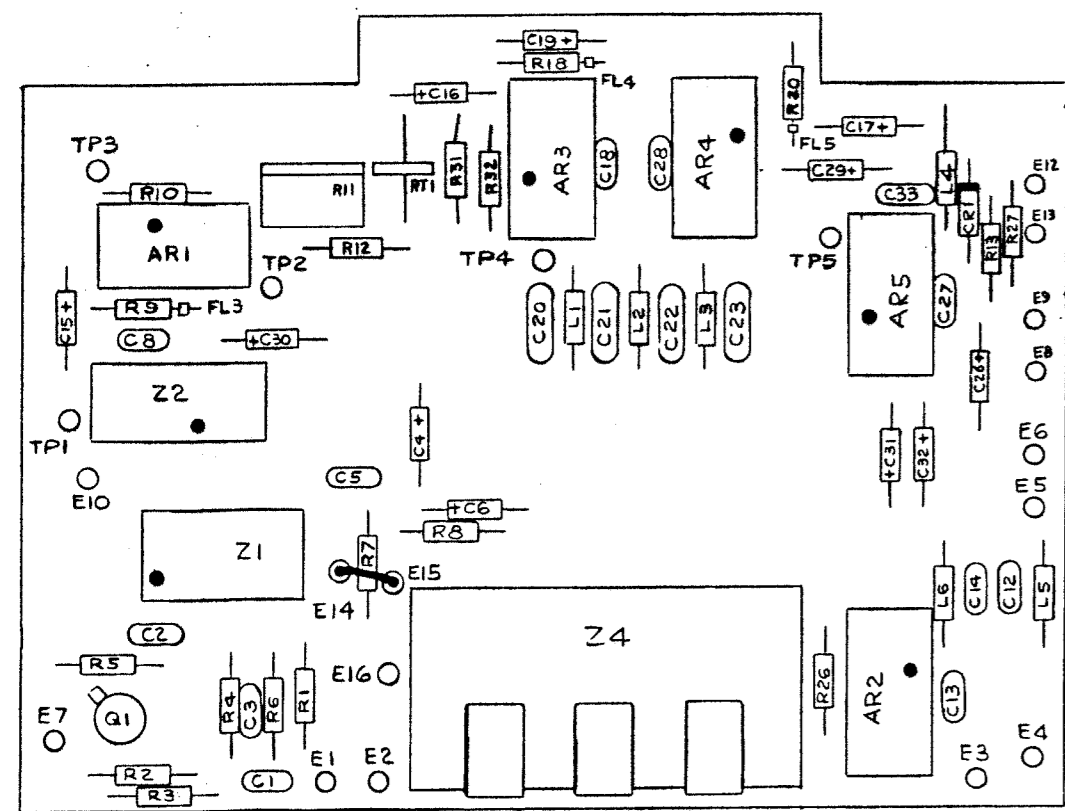 C19+
R18
FL4
+C16
R20
FL5
C17+
TP3
R10
R11
RT1
R31
R32
AR3
C18
C28
AR4
C29+
C33
L4
CR1
R13
R27
E12
E13
AR1
R12
TP2
TP4
TP5
AR5
C27
C15+
R9
FL3
C8
+C30
C20
L1
C21
L2
C22
L3
C23
E9
E8
C26+
Z2
TP1
C4+
+C31
C32+
E6
E5
E10
C5
+C6
R8
Z1
R7
E15
E14
Z4
L6
C14
C12
L5
C2
R5
E16
R26
AR2
C13
E7
Q1
R4
C3
R6
R1
E1
E2
E3
E4
R2
R3
C1